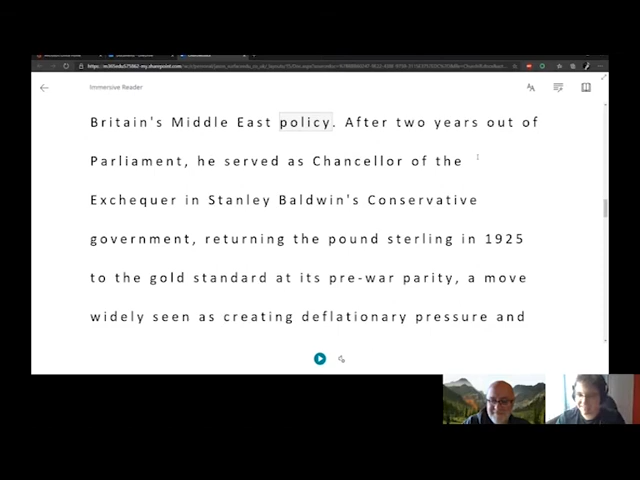 Immersive Reader
Britain's Middle East policy. After two years out of
Parliament, he served as Chancellor of the
Exchequer in Stanley Baldwin's Conservative
government, returning the pound sterling in 1925
to the gold standard at its pre-war parity, a move
widely seen as creating deflationary pressure and